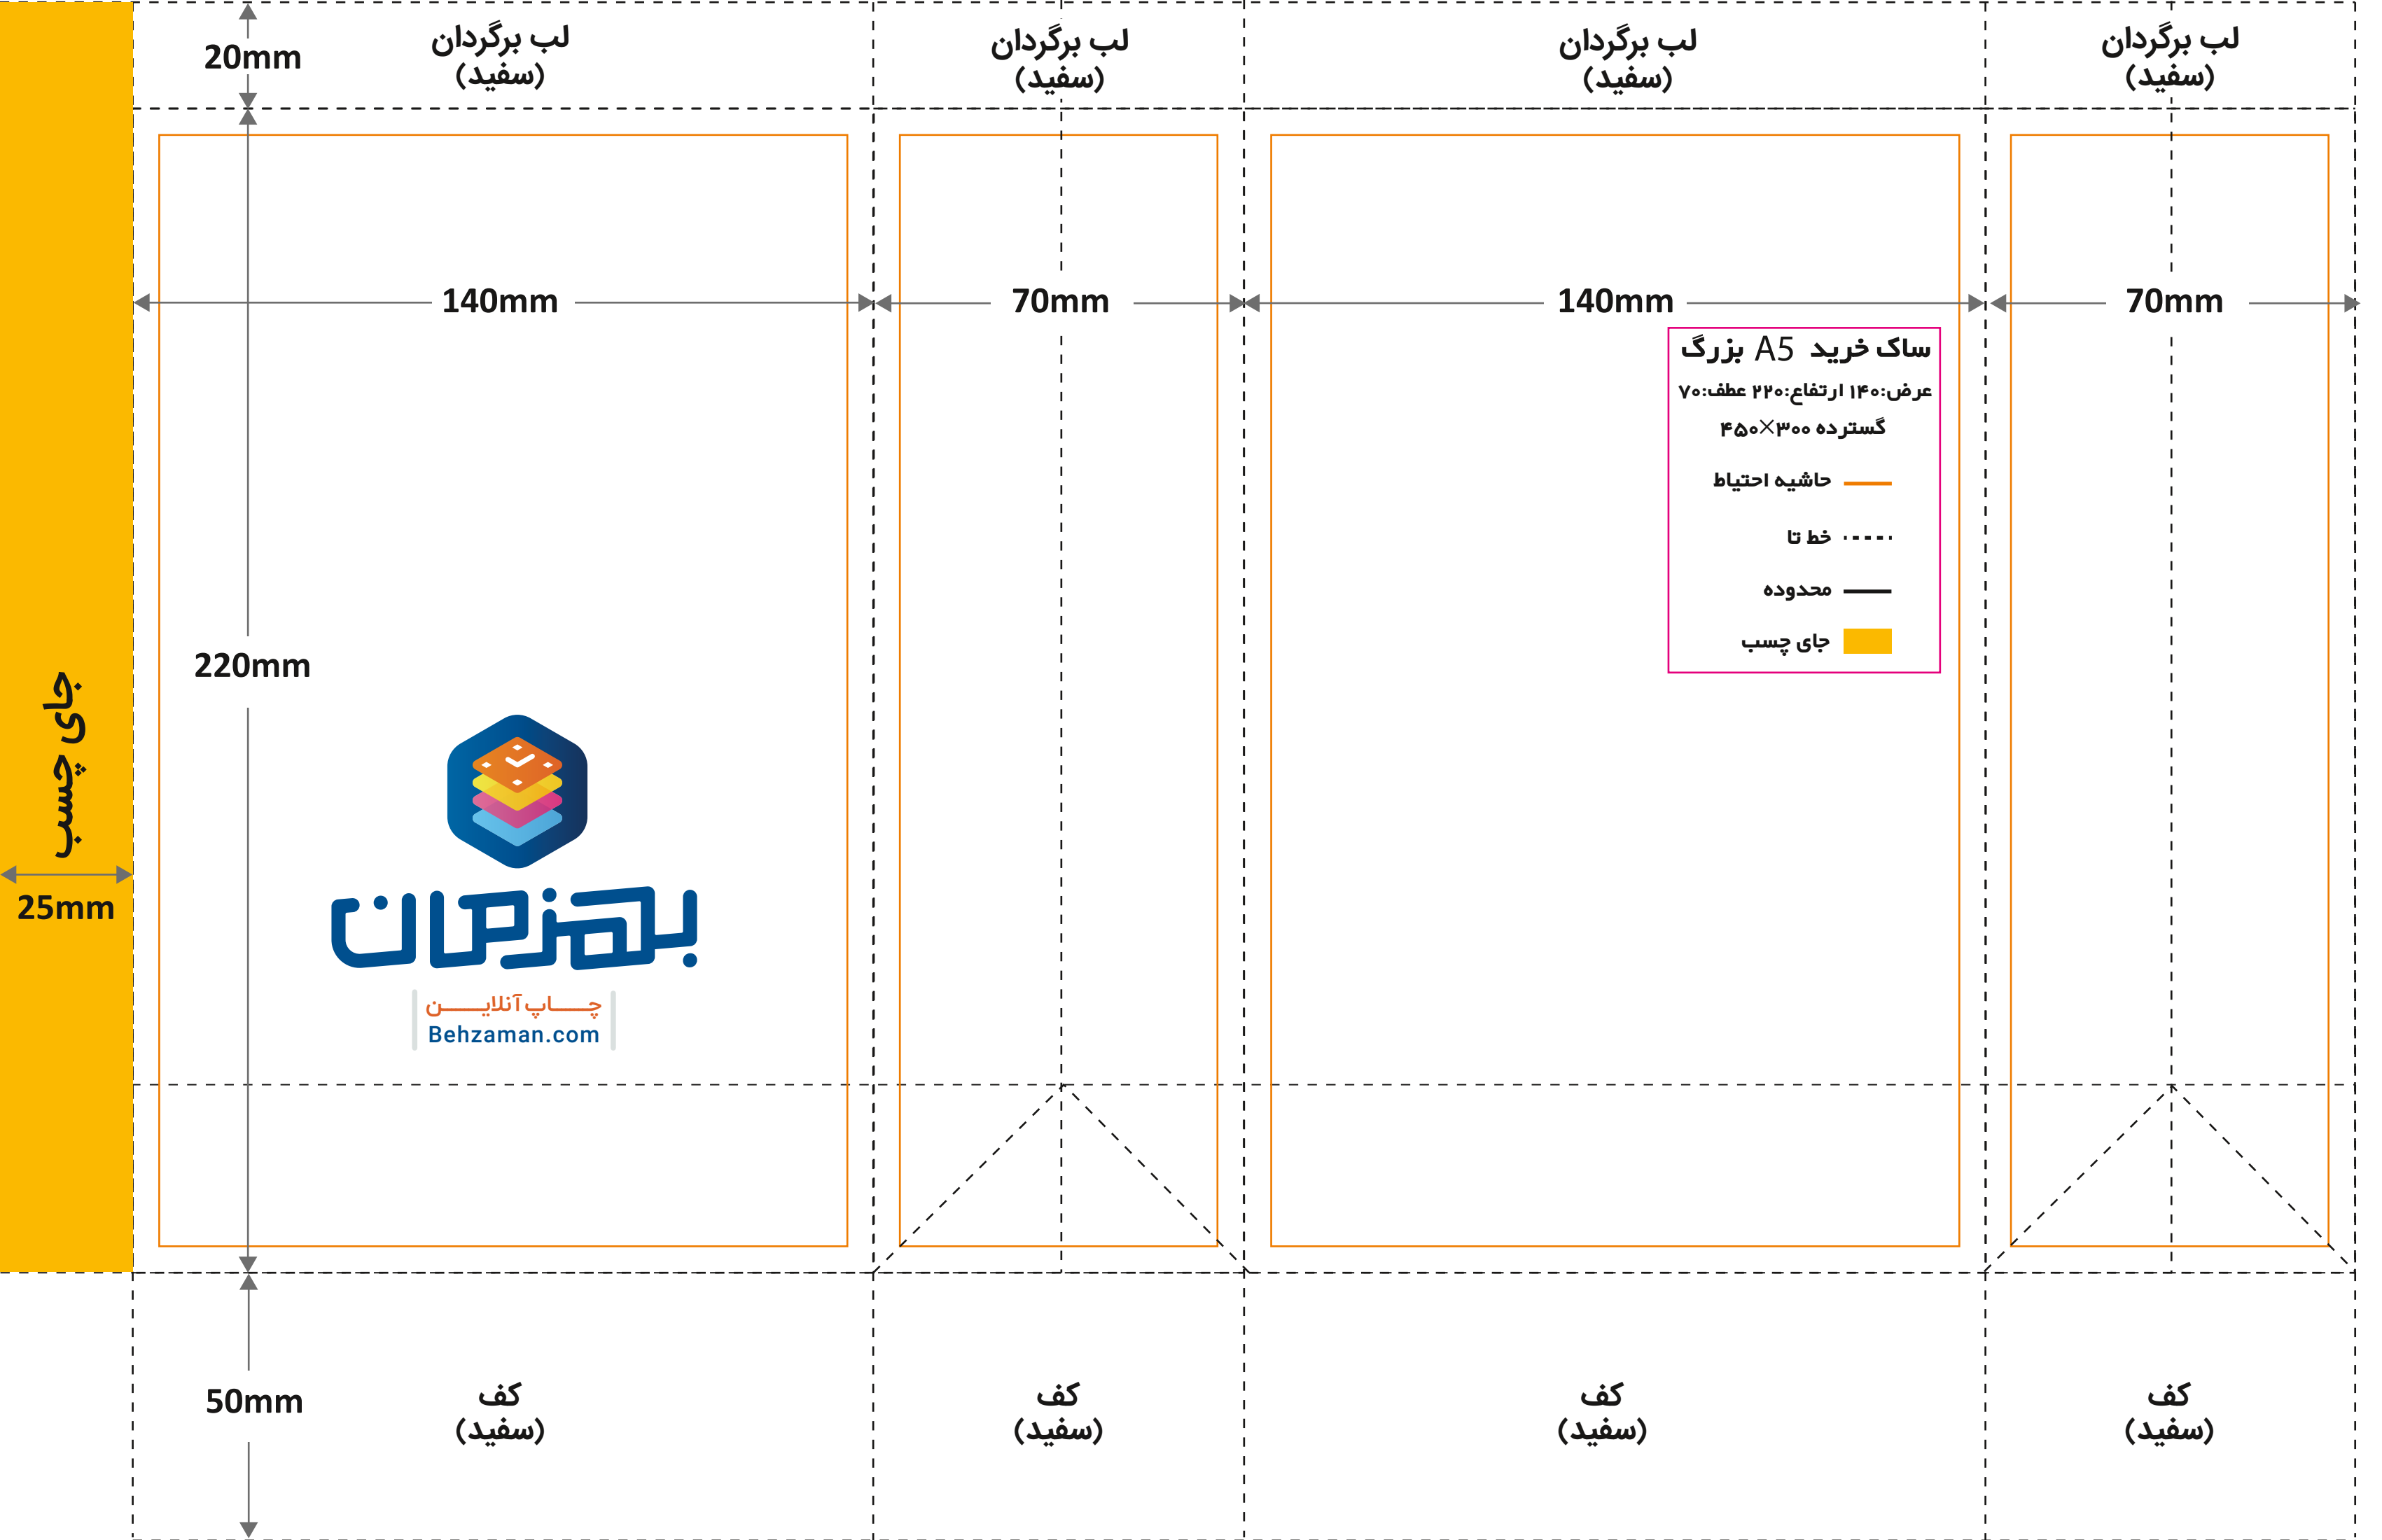 لب برگردان
(سفید)
لب برگردان
(سفید)
لب برگردان
(سفید)
لب برگردان
(سفید)
20mm
140mm
70mm
140mm
70mm
ساک خرید A5 بزرگ
عرض:۱۴۰ ارتفاع:۲۲۰ عطف:۷۰
گسترده ۳۰۰×۴۵۰
حاشیه احتیاط
خط تا
محدوده
جای چسب
220mm
جای چسب
25mm
بهزمان
چاپ آنلاین
Behzaman.com
50mm
کف
(سفید)
کف
(سفید)
کف
(سفید)
کف
(سفید)